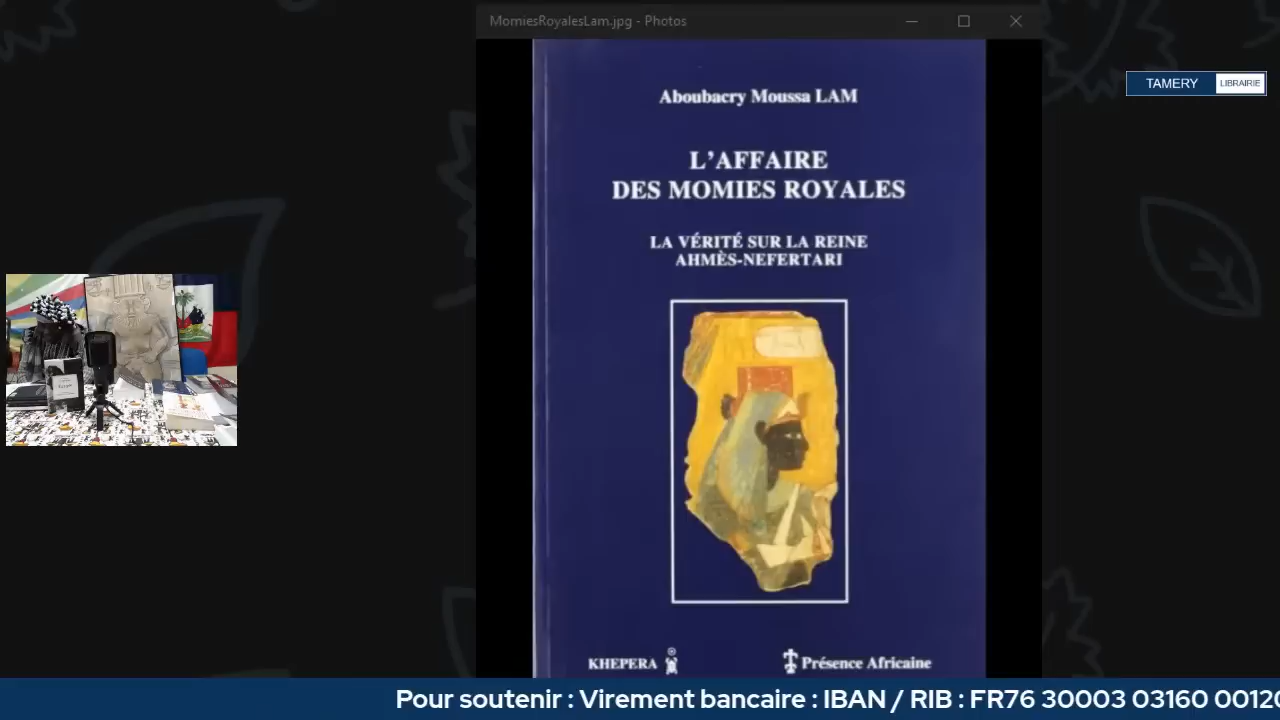 MomiesRoyalesLam.jpg - Photos
TAMERY LIBRAIRIE
Aboubacry Moussa LAM
L'AFFAIRE
DES MOMIES ROYALES
LA VÉRITÉ SUR LA REINE
AHMÈS-NEFERTARI
KHEPERA
Présence Africaine
Pour soutenir : Virement bancaire : IBAN / RIB : FR76 30003 03160 00120